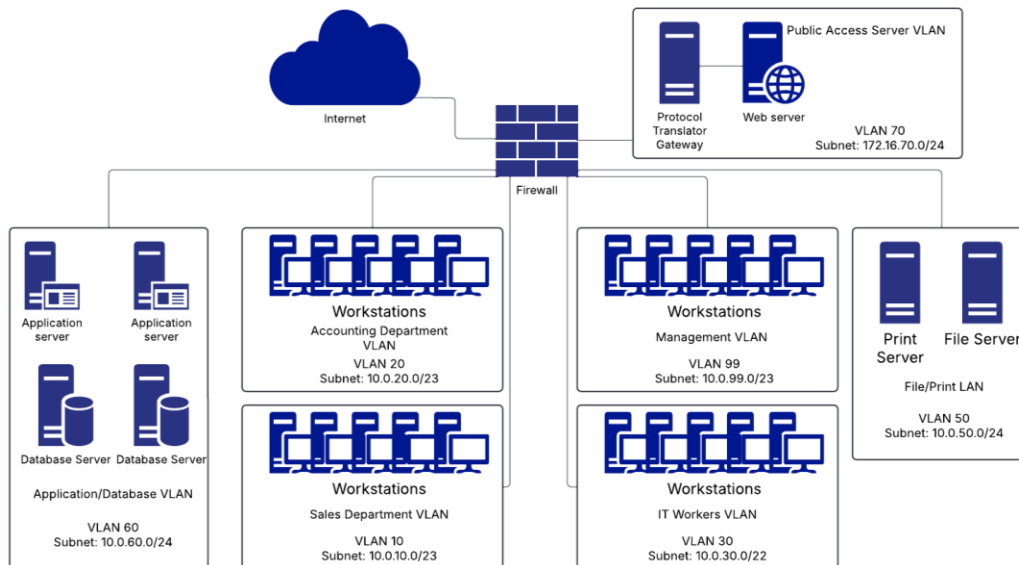 Internet
Firewall
Public Access Server VLAN
Protocol
Translator
Gateway
Web server
VLAN 70
Subnet: 172.16.70.0/24
Application
server
Application
server
Database Server
Database Server
Application/Database VLAN
VLAN 60
Subnet: 10.0.60.0/24
Workstations
Accounting Department
VLAN
VLAN 20
Subnet: 10.0.20.0/23
Workstations
Sales Department VLAN
VLAN 10
Subnet: 10.0.10.0/23
Workstations
Management VLAN
VLAN 99
Subnet: 10.0.99.0/23
Workstations
IT Workers VLAN
VLAN 30
Subnet: 10.0.30.0/22
Print
Server
File Server
File/Print LAN
VLAN 50
Subnet: 10.0.50.0/24